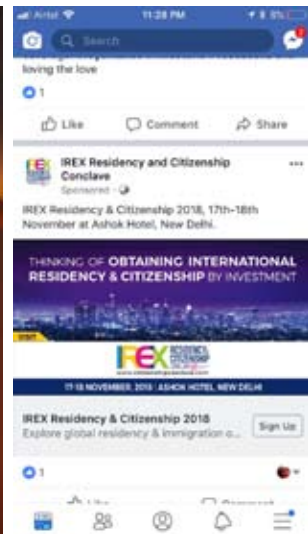 Airtel
11:28 PM
Search
loving the love
1
Like Comment Share
IREX Residency and Citizenship
Conclave
Sponsored
IREX Residency & Citizenship 2018, 17th-18th
November at Ashok Hotel, New Delhi.
THINKING OF OBTAINING INTERNATIONAL
RESIDENCY & CITIZENSHIP BY INVESTMENT
VISIT
IREX RESIDENCY
CITIZENSHIP
17-18 NOVEMBER, 2018 | ASHOK HOTEL, NEW DELHI
IREX Residency & Citizenship 2018
Explore global residency & immigration o...
Sign Up
1